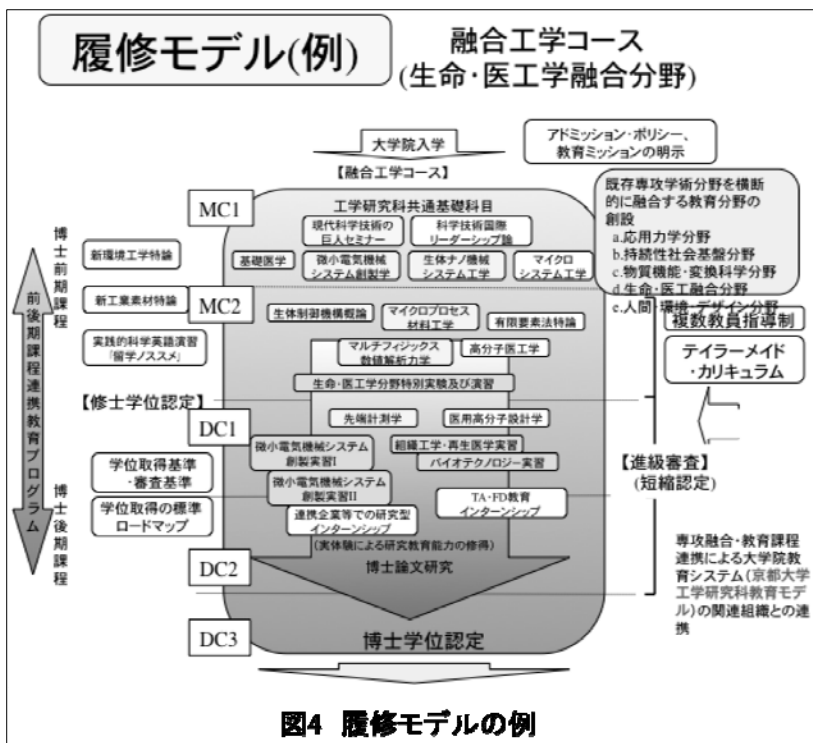 履修モデル(例)
融合工学コース
(生命・医工学融合分野)
大学院入学
アドミッション・ポリシー、
教育ミッションの明示
【融合工学コース】
MC1
工学研究科共通基礎科目
現代科学技術の
巨人セミナー
科学技術国際
リーダーシップ論
基礎医学
微小電気機械
システム創製学
生体ナノ機械
システム工学
マイクロ
システム工学
既存専攻学術分野を横断
的に融合する教育分野の
創設
a.応用力学分野
b.持続性社会基盤分野
c.物質機能・変換科学分野
d.生命・医工融合分野
e.人間・環境・デザイン分野
博士前期課程
新環境工学特論
新工業素材特論
実践的科学英語演習
「留学ノススメ」
前後期課程連携教育プログラム
MC2
生体制御機構概論
マイクロプロセス
材料工学
有限要素法特論
マルチフィジックス
数値解析力学
高分子医工学
生命・医工学分野特別実験及び演習
複数教員指導制
テイラーメイド
・カリキュラム
【修士学位認定】
DC1
先端計測学
医用高分子設計学
微小電気機械システム
創製実習I
組織工学・再生医学実習
バイオテクノロジー実習
微小電気機械システム
創製実習II
TA・FD教育
インターンシップ
連携企業等での研究型
インターンシップ
(実体験による研究教育能力の修得)
【進級審査】
(短縮認定)
学位取得基準
・審査基準
学位取得の標準
ロードマップ
博士後期課程
DC2
博士論文研究
専攻融合・教育課程
連携による大学院教
育システム(京都大学
工学研究科教育モデ
ル)の関連組織との連
携
DC3
博士学位認定
図4 履修モデルの例